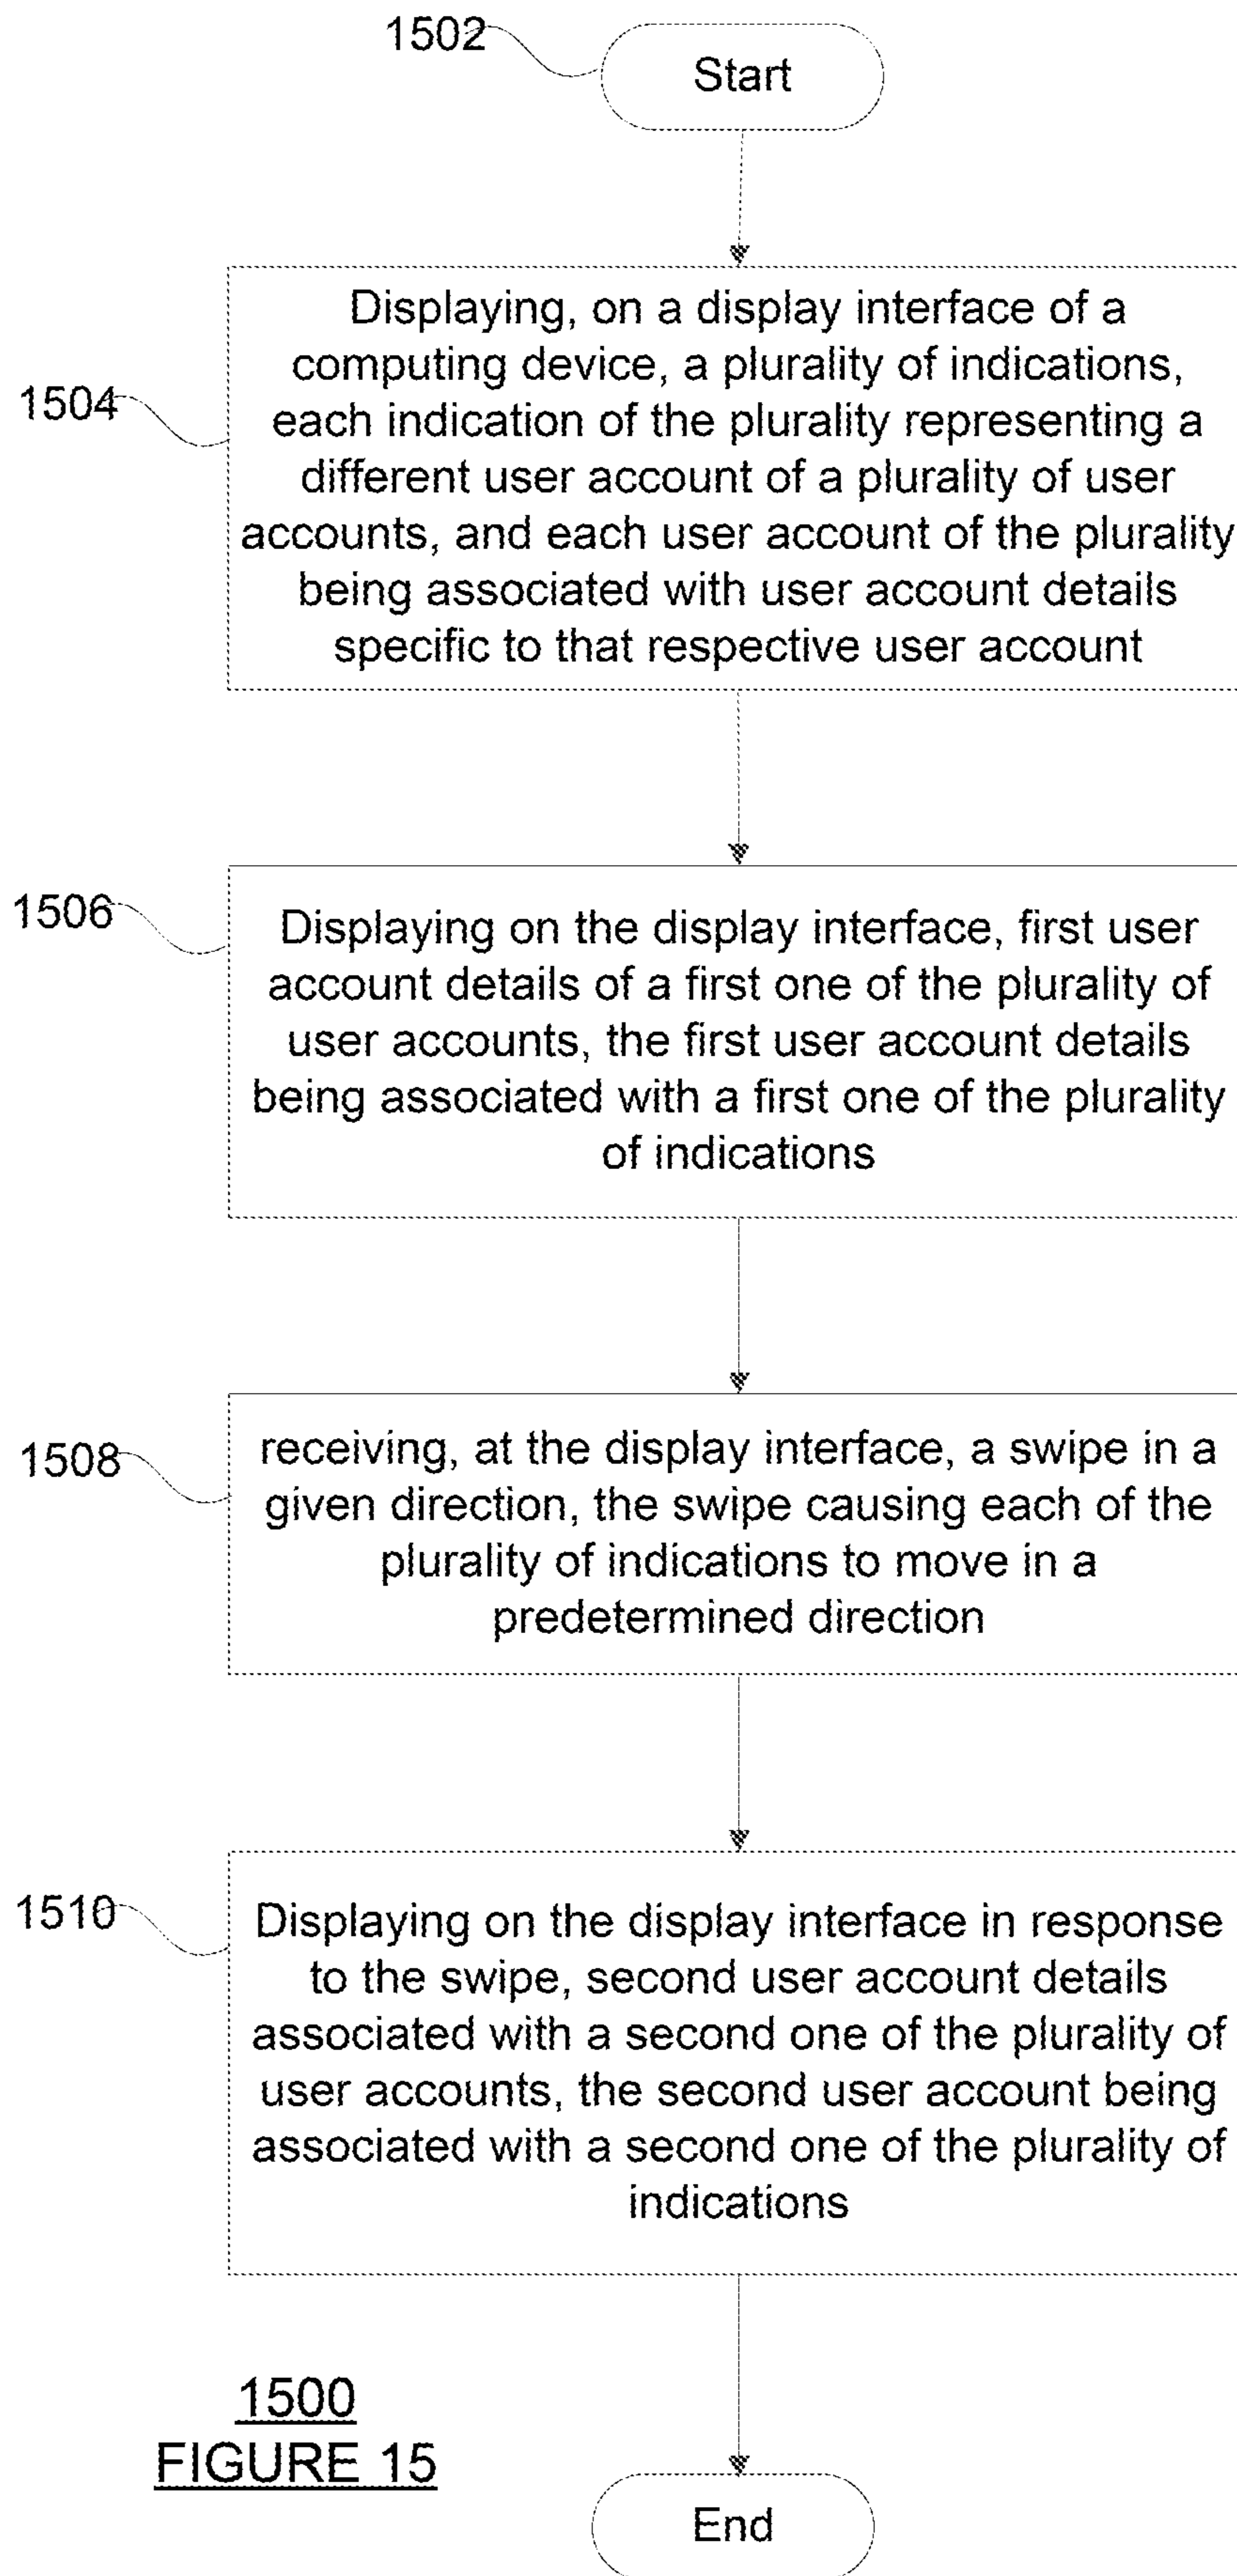 1502
Start
1504
Displaying, on a display interface of a
computing device, a plurality of indications,
each indication of the plurality representing a
different user account of a plurality of user
accounts, and each user account of the plurality
being associated with user account details
specific to that respective user account
1506
Displaying on the display interface, first user
account details of a first one of the plurality of
user accounts, the first user account details
being associated with a first one of the plurality
of indications
1508
receiving, at the display interface, a swipe in a
given direction, the swipe causing each of the
plurality of indications to move in a
predetermined direction
1510
Displaying on the display interface in response
to the swipe, second user account details
associated with a second one of the plurality of
user accounts, the second user account being
associated with a second one of the plurality of
indications
1500
FIGURE 15
End